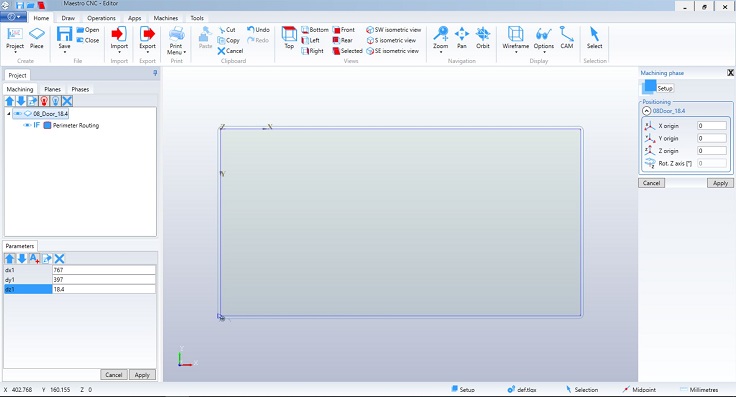 Maestro CNC - Editor
Home Draw Operations Apps Machines Tools
Project Piece Save Open Close Import Export Print Menu Paste Cut Copy Cancel Undo Redo Top Bottom Left Right Front Rear Selected SW isometric view S isometric view SE isometric view Zoom Pan Orbit Wireframe Options CAM Select
Create File Import Export Print Clipboard Views Navigation Display Selection
Project
Machining Planes Phases
08_Door_18.4
IF Perimeter Routing
Parameters
dx1 767
dy1 397
dz1 18.4
Cancel Apply
Z X
Y
Machining phase
Setup
Positioning
08Door_18.4
X origin 0
Y origin 0
Z origin 0
Rot. Z axis [°] 0
Cancel Apply
X 402.768 Y 160.155 Z 0 Setup def.tlgx Selection Midpoint Millimetres